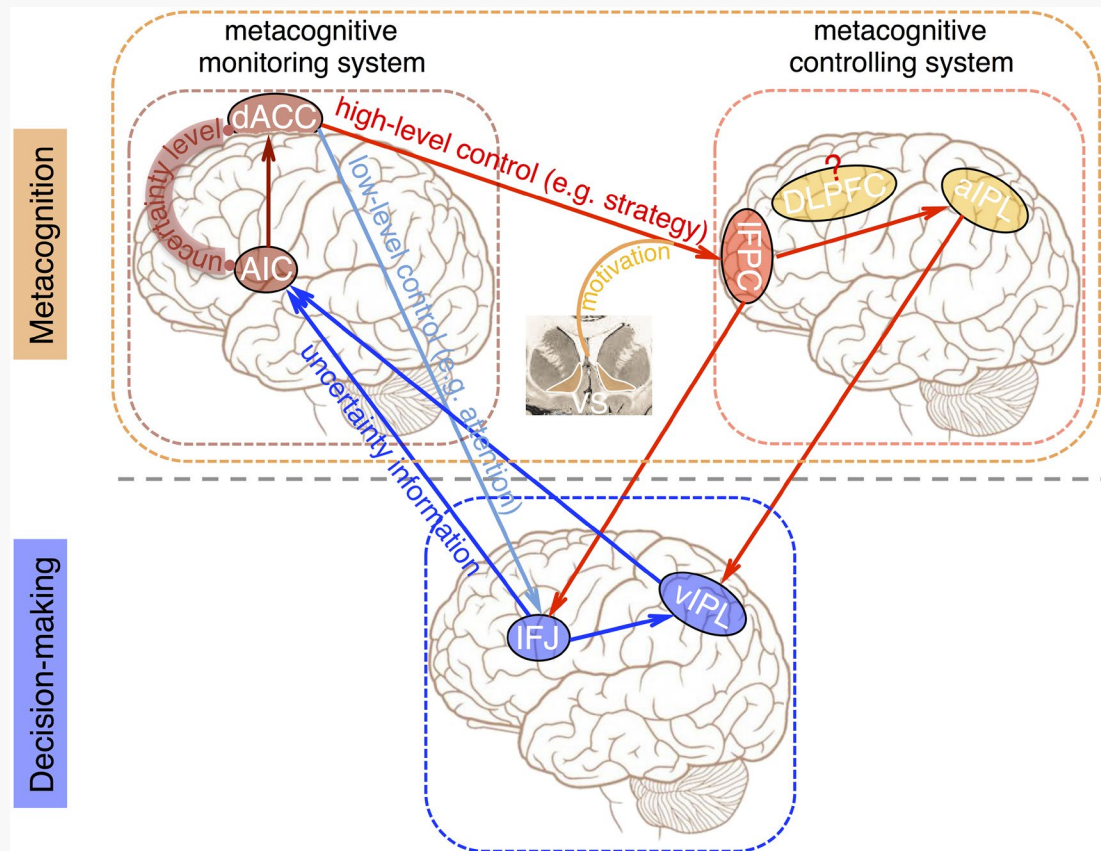 metacognitive
monitoring system
metacognitive
controlling system
Metacognition
dACC
uncertainty level
AIC
high-level control (e.g. strategy)
low-level control (e.g. attention)
uncertainty information
motivation
VS
?
DLPFC
aIPL
lFPC
Decision-making
IFJ
vIPL